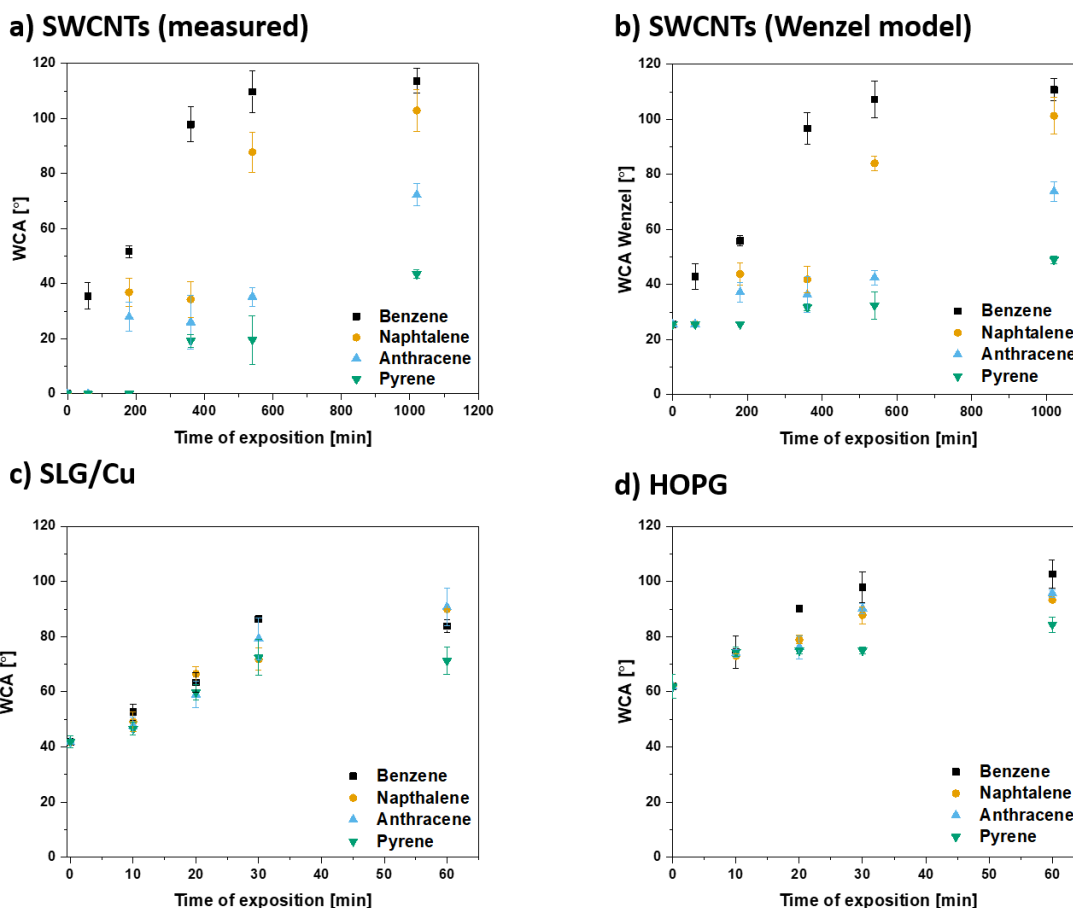 a) SWCNTs (measured)
120
100
80
60
40
20
0
WCA [°]
0 200 400 600 800 1000 1200
Time of exposition [min]
Benzene
Naphtalene
Anthracene
Pyrene
b) SWCNTs (Wenzel model)
120
100
80
60
40
20
0
WCA Wenzel [°]
0 200 400 600 800 1000
Time of exposition [min]
Benzene
Naphtalene
Anthracene
Pyrene
c) SLG/Cu
120
100
80
60
40
20
0
WCA [°]
0 10 20 30 40 50 60
Time of exposition [min]
Benzene
Napthalene
Anthracene
Pyrene
d) HOPG
120
100
80
60
40
20
0
WCA [°]
0 10 20 30 40 50 60
Time of exposition [min]
Benzene
Naphtalene
Anthracene
Pyrene